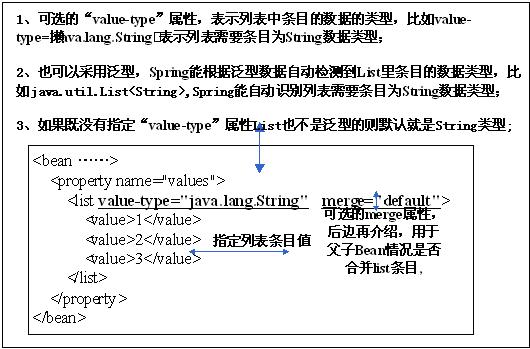 1、可选的“value-type”属性，表示列表中条目的数据的类型，比如value-
type=懶ava.lang.String 表示列表需要条目为String数据类型；
2、也可以采用泛型，Spring能根据泛型数据自动检测到List里条目的数据类型，比
如java.util.List<String>,Spring能自动识别列表需要条目为String数据类型；
3、如果既没有指定“value-type”属性List也不是泛型的则默认就是String类型;
<bean ……>
<property name="values">
<list value-type="java.lang.String" merge="default">
<value>1</value>
<value>2</value>
<value>3</value>
</list>
</property>
</bean>
指定列表条目值
可选的merge属性，
后边再介绍，用于
父子Bean情况是否
合并list条目.